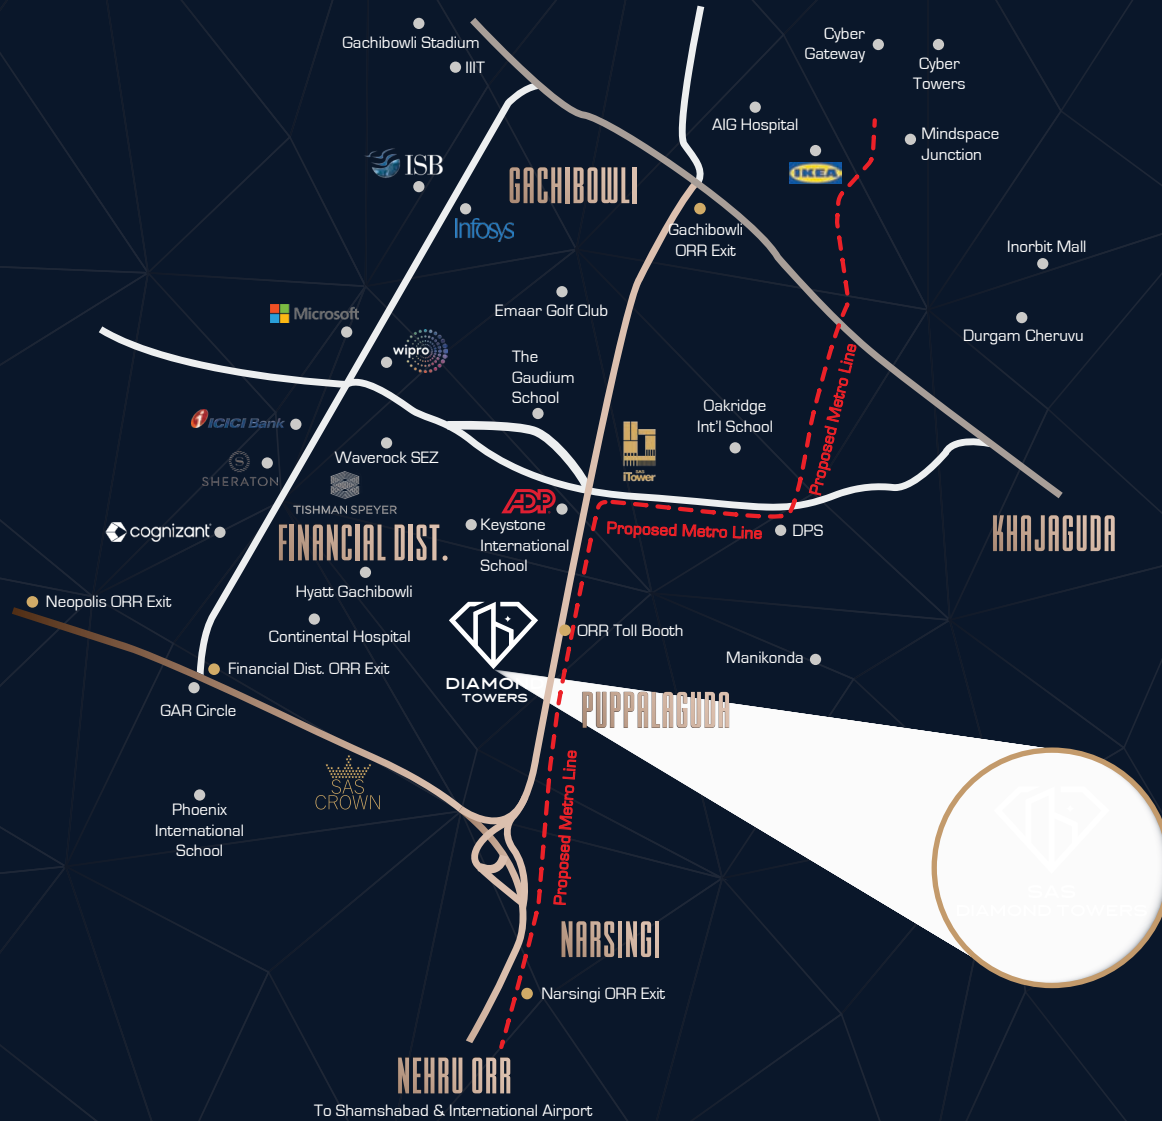 Gachibowli Stadium
IIIT
Cyber
Gateway
Cyber
Towers
AIG Hospital
Mindspace
Junction
IKEA
ISB
GACHIBOWLI
Infosys
Gachibowli
ORR Exit
Inorbit Mall
Emaar Golf Club
Microsoft
Durgam Cheruvu
wipro
The
Gaudium
School
Proposed Metro Line
Oakridge
Int'l School
ICICI Bank
Waverock SEZ
S
SHERATON
SAS
iTower
TISHMAN SPEYER
ADP
cognizant
FINANCIAL DIST.
Keystone
International
School
Proposed Metro Line
DPS
KHAJAGUDA
Hyatt Gachibowli
Neopolis ORR Exit
Continental Hospital
ORR Toll Booth
Manikonda
Financial Dist. ORR Exit
DIAMON
TOWERS
GAR Circle
PUPPALAGUDA
Proposed Metro Line
SAS
CROWN
Phoenix
International
School
SAS
DIAMOND TOWERS
NARSINGI
Narsingi ORR Exit
NEHRU ORR
To Shamshabad & International Airport